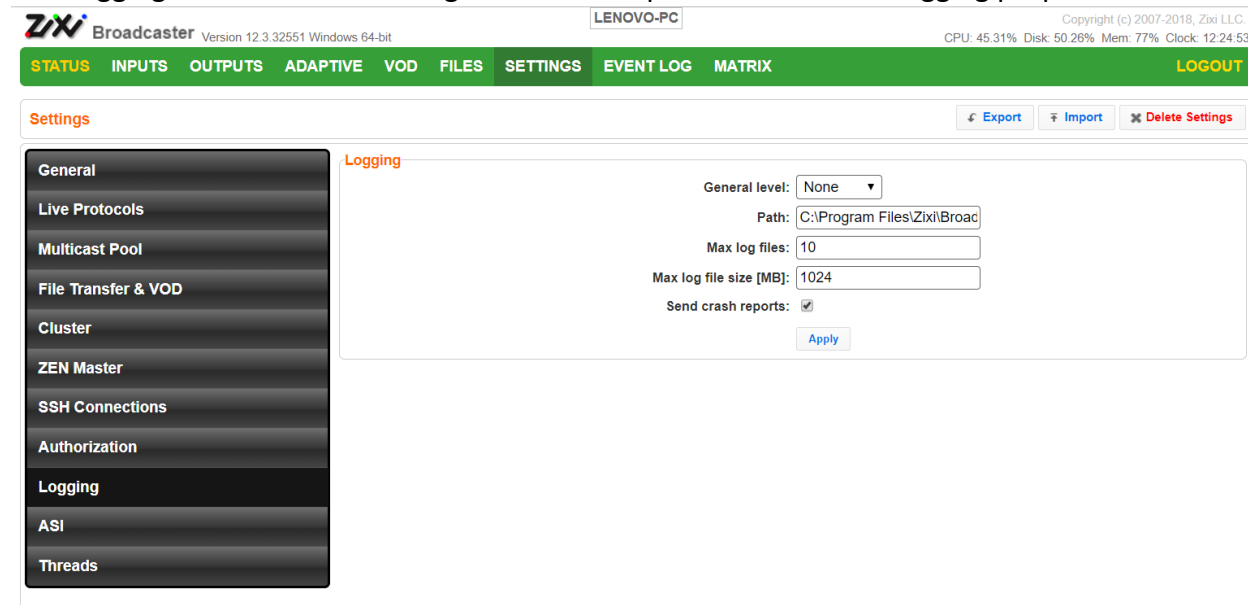 LENOVO-PC
ZiXi Broadcaster Version 12.3.32551 Windows 64-bit
Copyright (c) 2007-2018, Zixi LLC.
CPU: 45.31% Disk: 50.26% Mem: 77% Clock: 12:24:53
STATUS INPUTS OUTPUTS ADAPTIVE VOD FILES SETTINGS EVENT LOG MATRIX LOGOUT
Settings Export Import Delete Settings
General
Live Protocols
Multicast Pool
File Transfer & VOD
Cluster
ZEN Master
SSH Connections
Authorization
Logging
ASI
Threads
Logging
General level: None
Path: C:\Program Files\Zixi\Broad
Max log files: 10
Max log file size [MB]: 1024
Send crash reports:
Apply